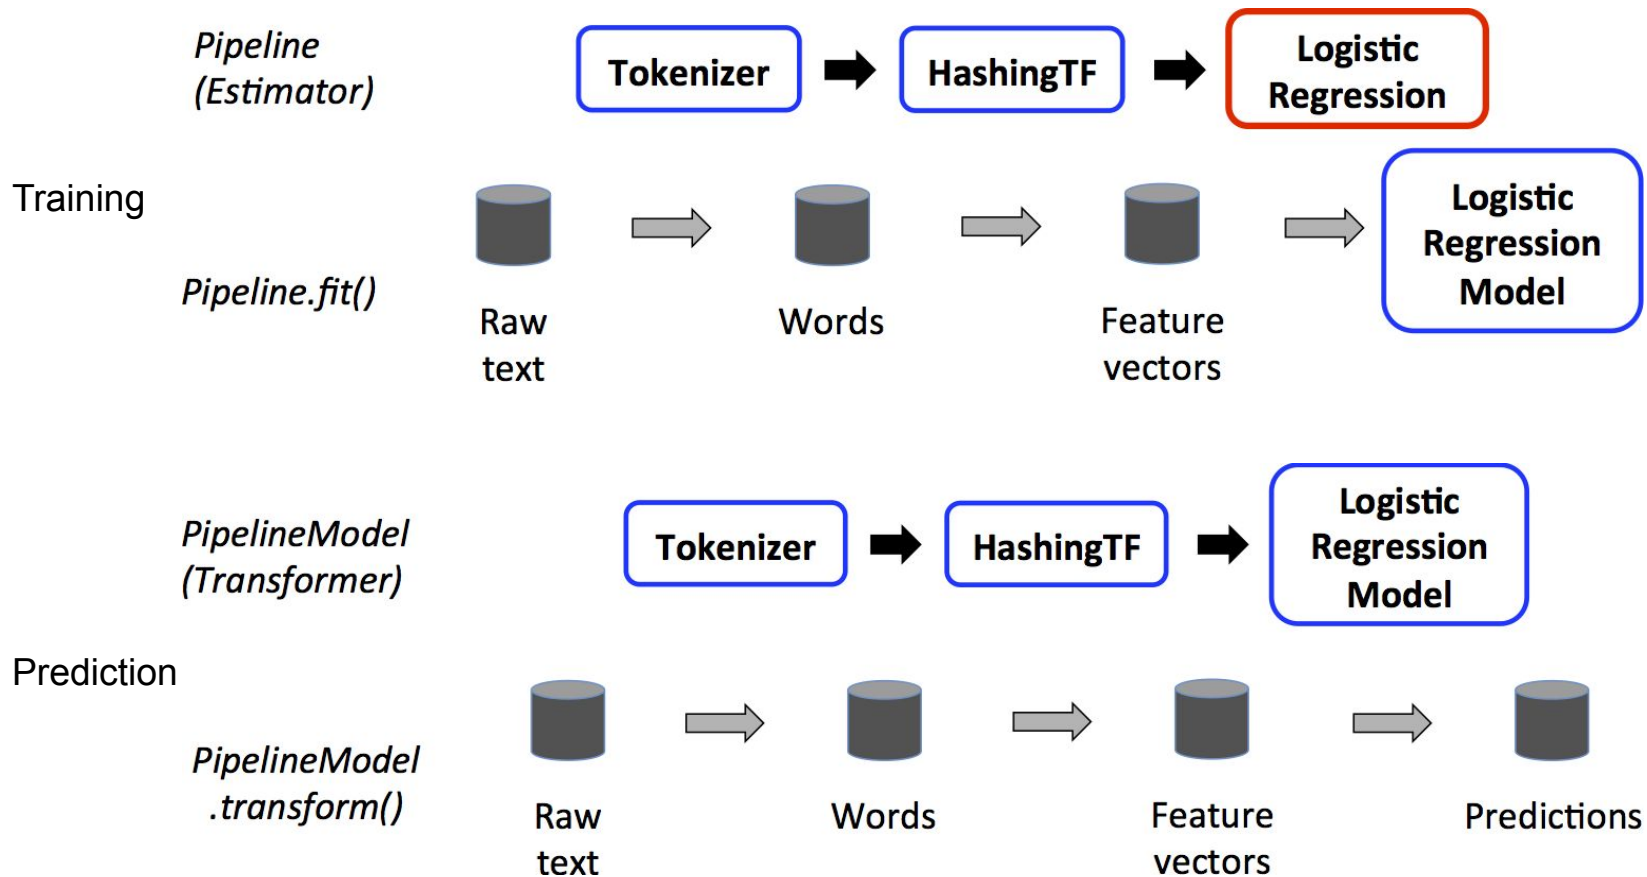 Pipeline
(Estimator)
Tokenizer
HashingTF
Logistic
Regression
Training
Pipeline.fit()
Raw
text
Words
Feature
vectors
Logistic
Regression
Model
PipelineModel
(Transformer)
Tokenizer
HashingTF
Logistic
Regression
Model
Prediction
PipelineModel
.transform()
Raw
text
Words
Feature
vectors
Predictions